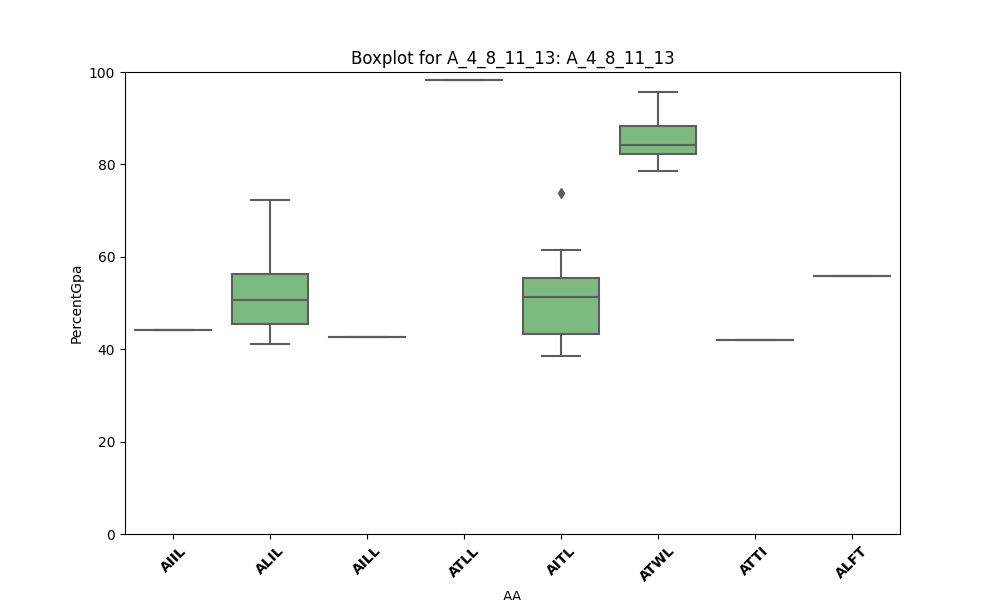 Boxplot for A_4_8_11_13: A_4_8_11_13
100
80
60
40
20
0
PercentGpa
AIIL
ALIL
AILL
ATLL
AITL
ATWL
ATTI
ALFT
AA